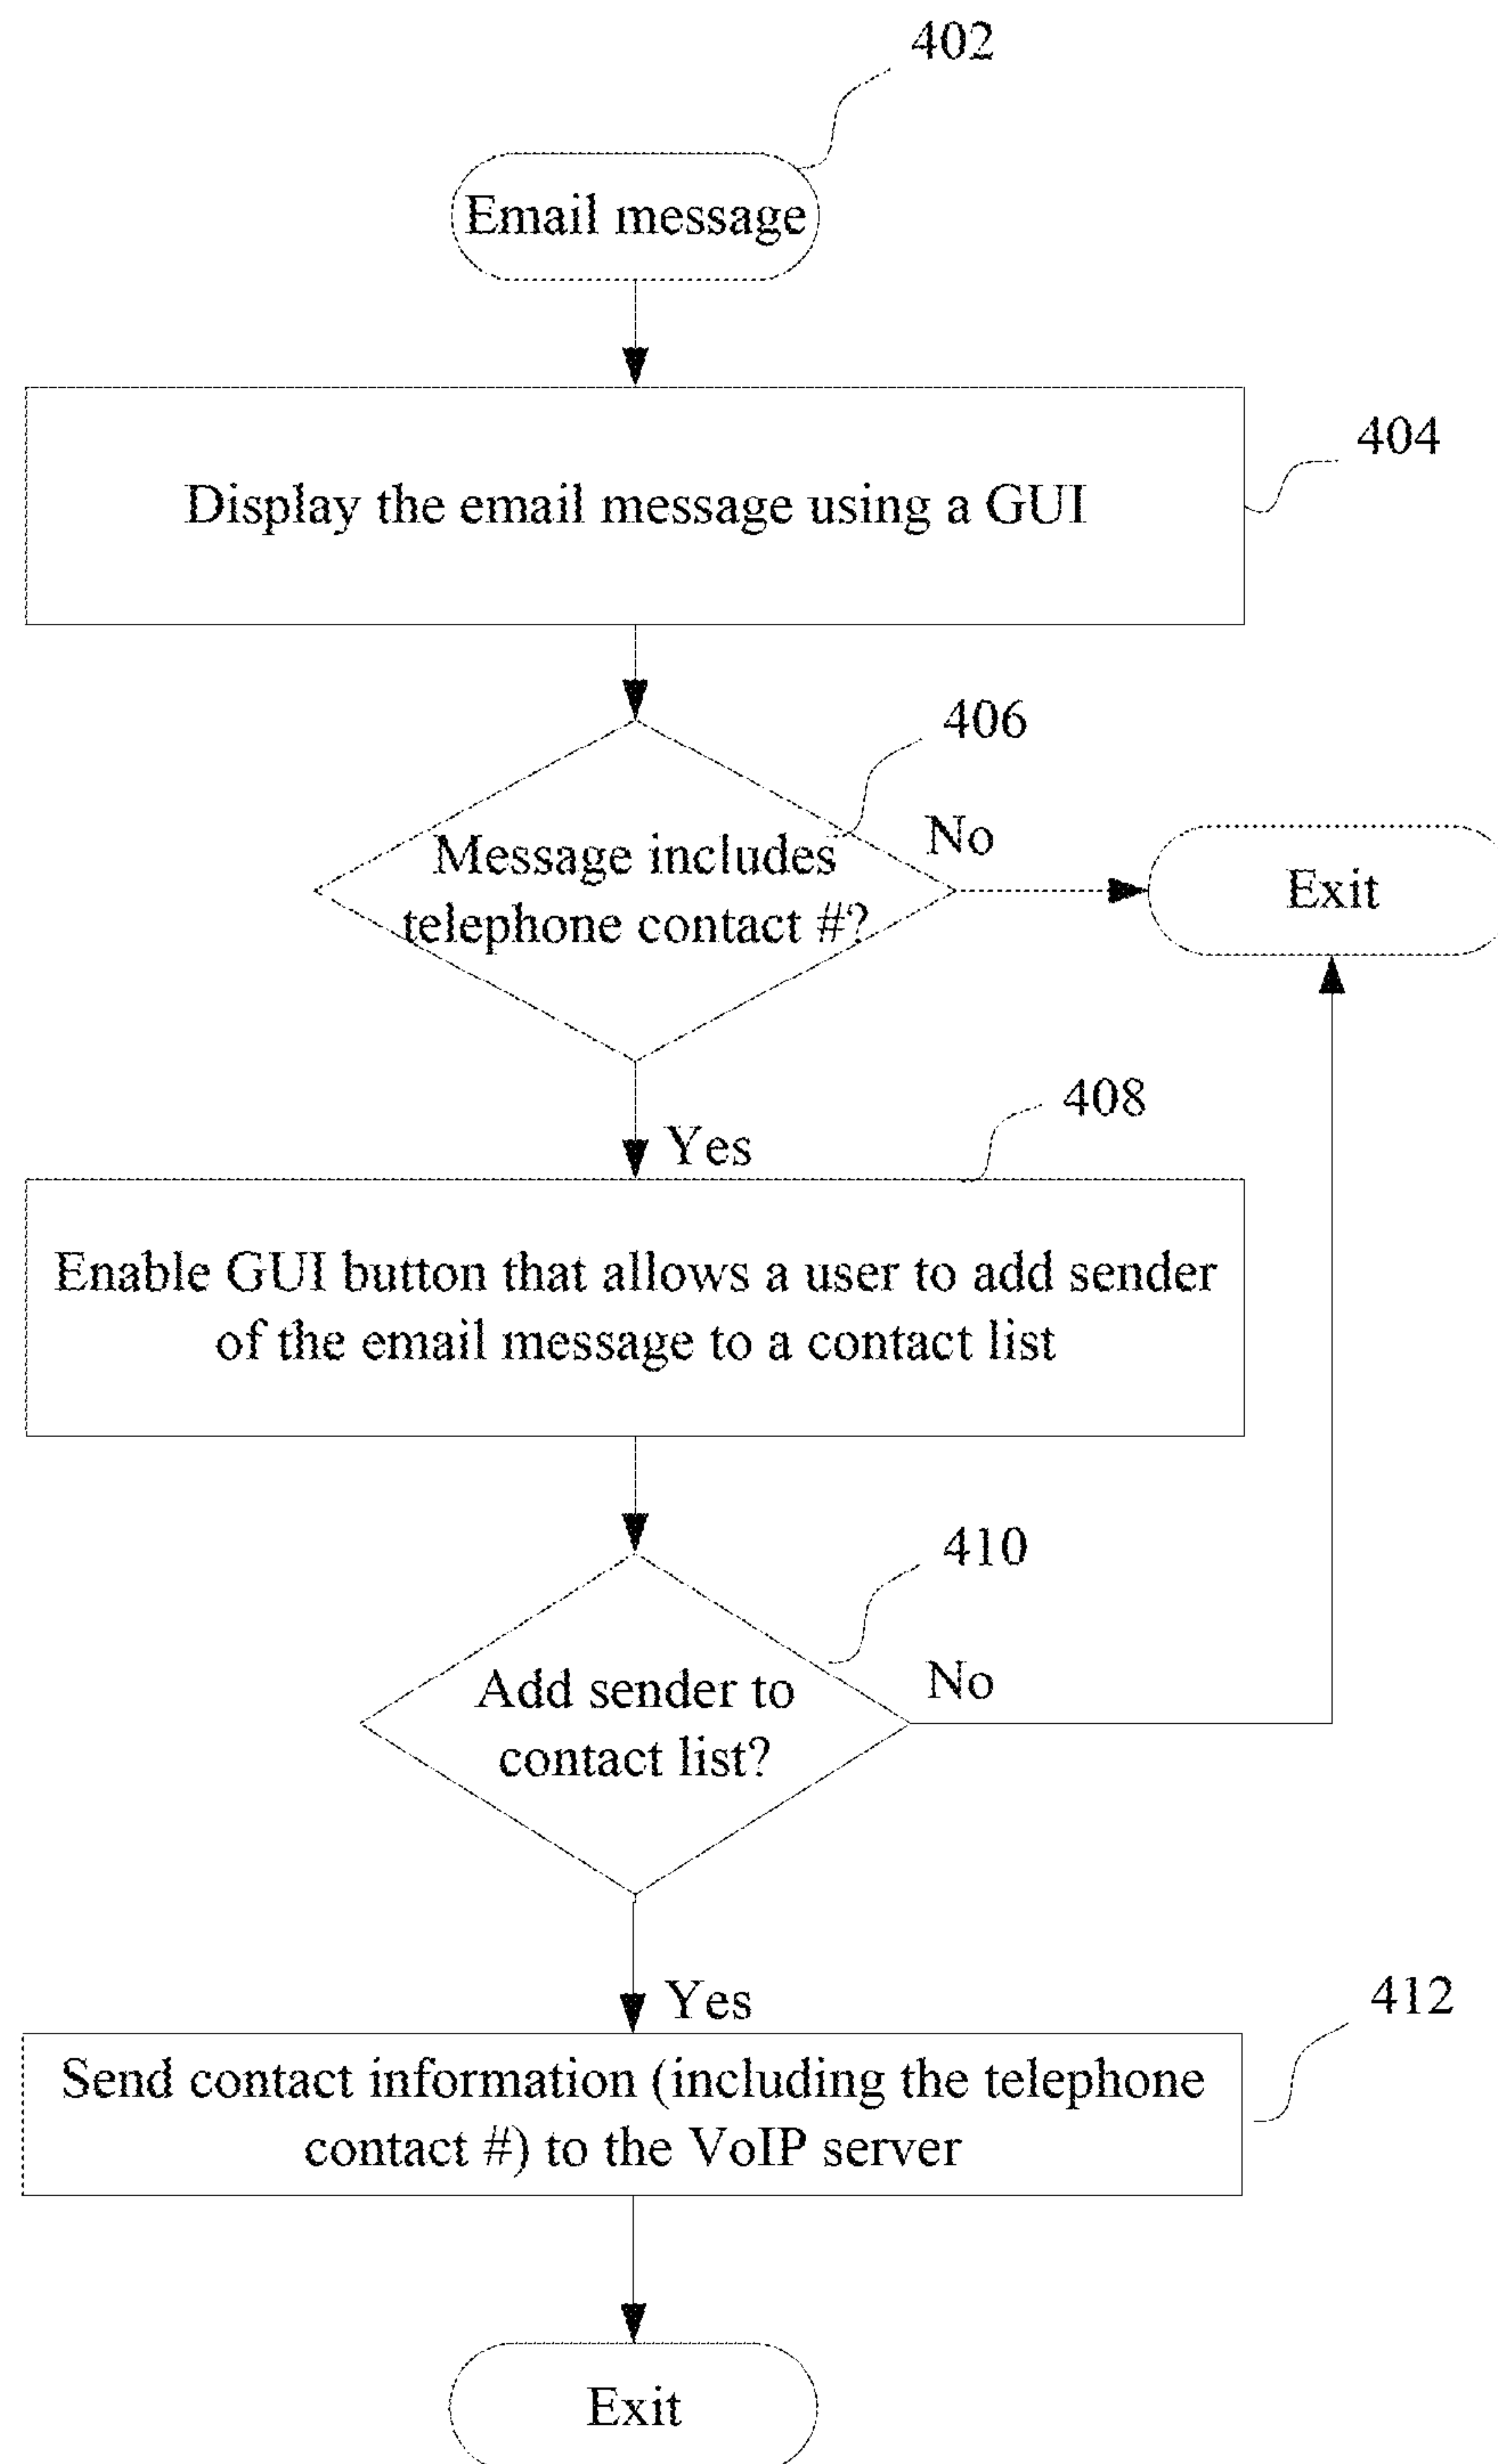 402
Email message
404
Display the email message using a GUI
406
Message includes
telephone contact #?
No
Exit
Yes
408
Enable GUI button that allows a user to add sender
of the email message to a contact list
410
Add sender to
contact list?
No
Yes
412
Send contact information (including the telephone
contact #) to the VoIP server
Exit